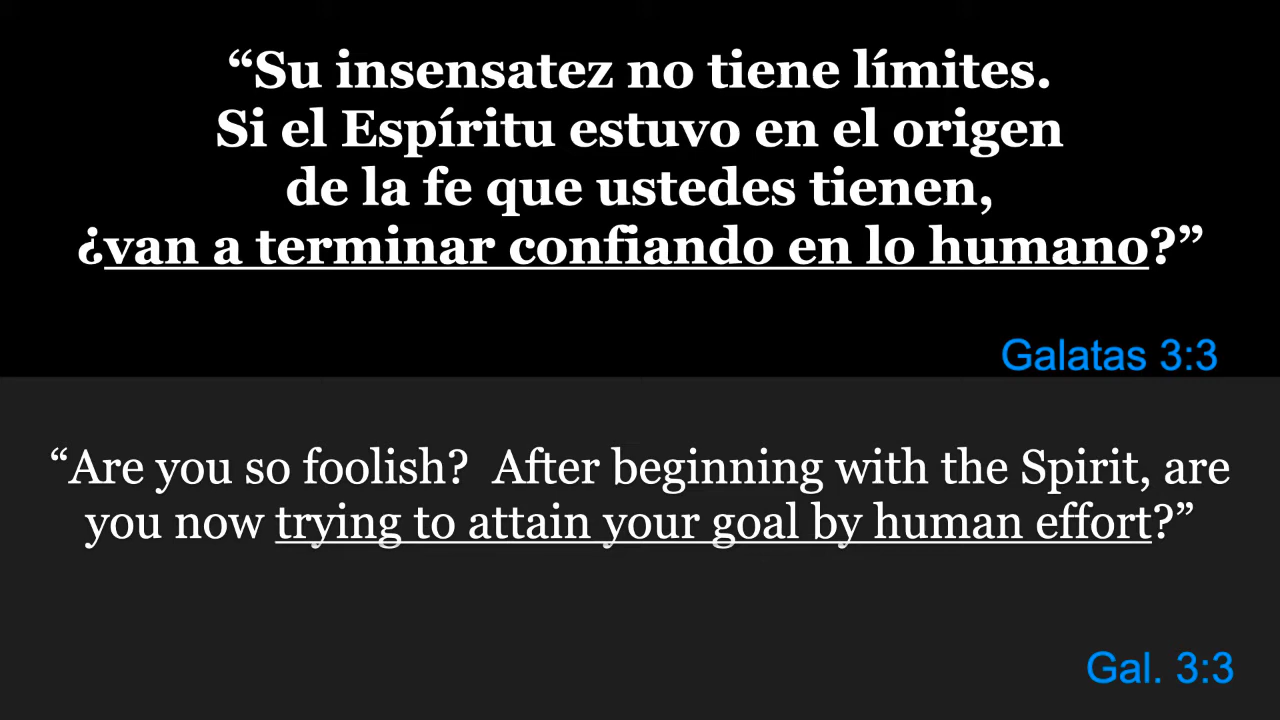 “Su insensatez no tiene límites.
Si el Espíritu estuvo en el origen
de la fe que ustedes tienen,
¿van a terminar confiando en lo humano?”
Galatas 3:3
“Are you so foolish?  After beginning with the Spirit, are
you now trying to attain your goal by human effort?”
Gal. 3:3